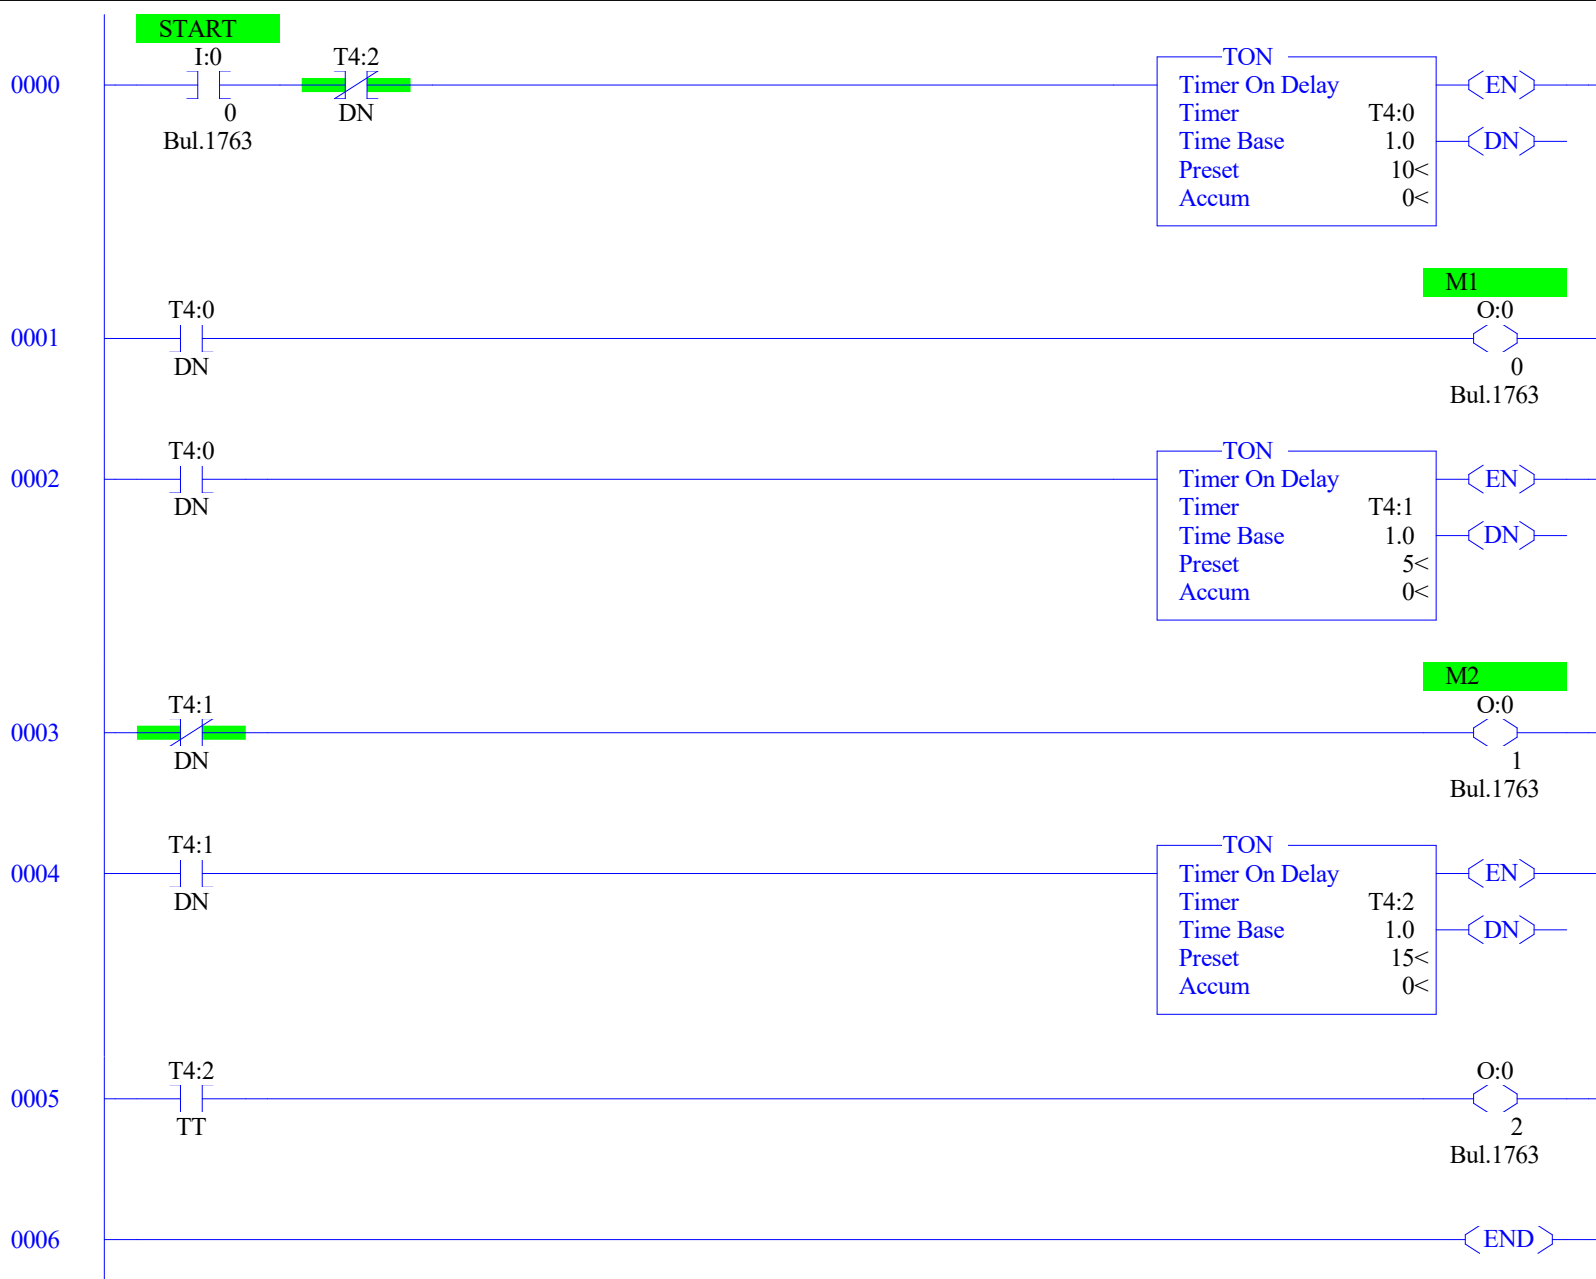 START
I:0 T4:2 TON
0000 Timer On Delay EN
0 DN Timer T4:0
Bul.1763 Time Base 1.0 DN
Preset 10<
Accum 0<
M1
T4:0 O:0
0001
DN 0
Bul.1763
T4:0 TON
0002 Timer On Delay EN
DN Timer T4:1
Time Base 1.0 DN
Preset 5<
Accum 0<
M2
T4:1 O:0
0003
DN 1
Bul.1763
T4:1 TON
0004 Timer On Delay EN
DN Timer T4:2
Time Base 1.0 DN
Preset 15<
Accum 0<
T4:2 O:0
0005
TT 2
Bul.1763
0006 END